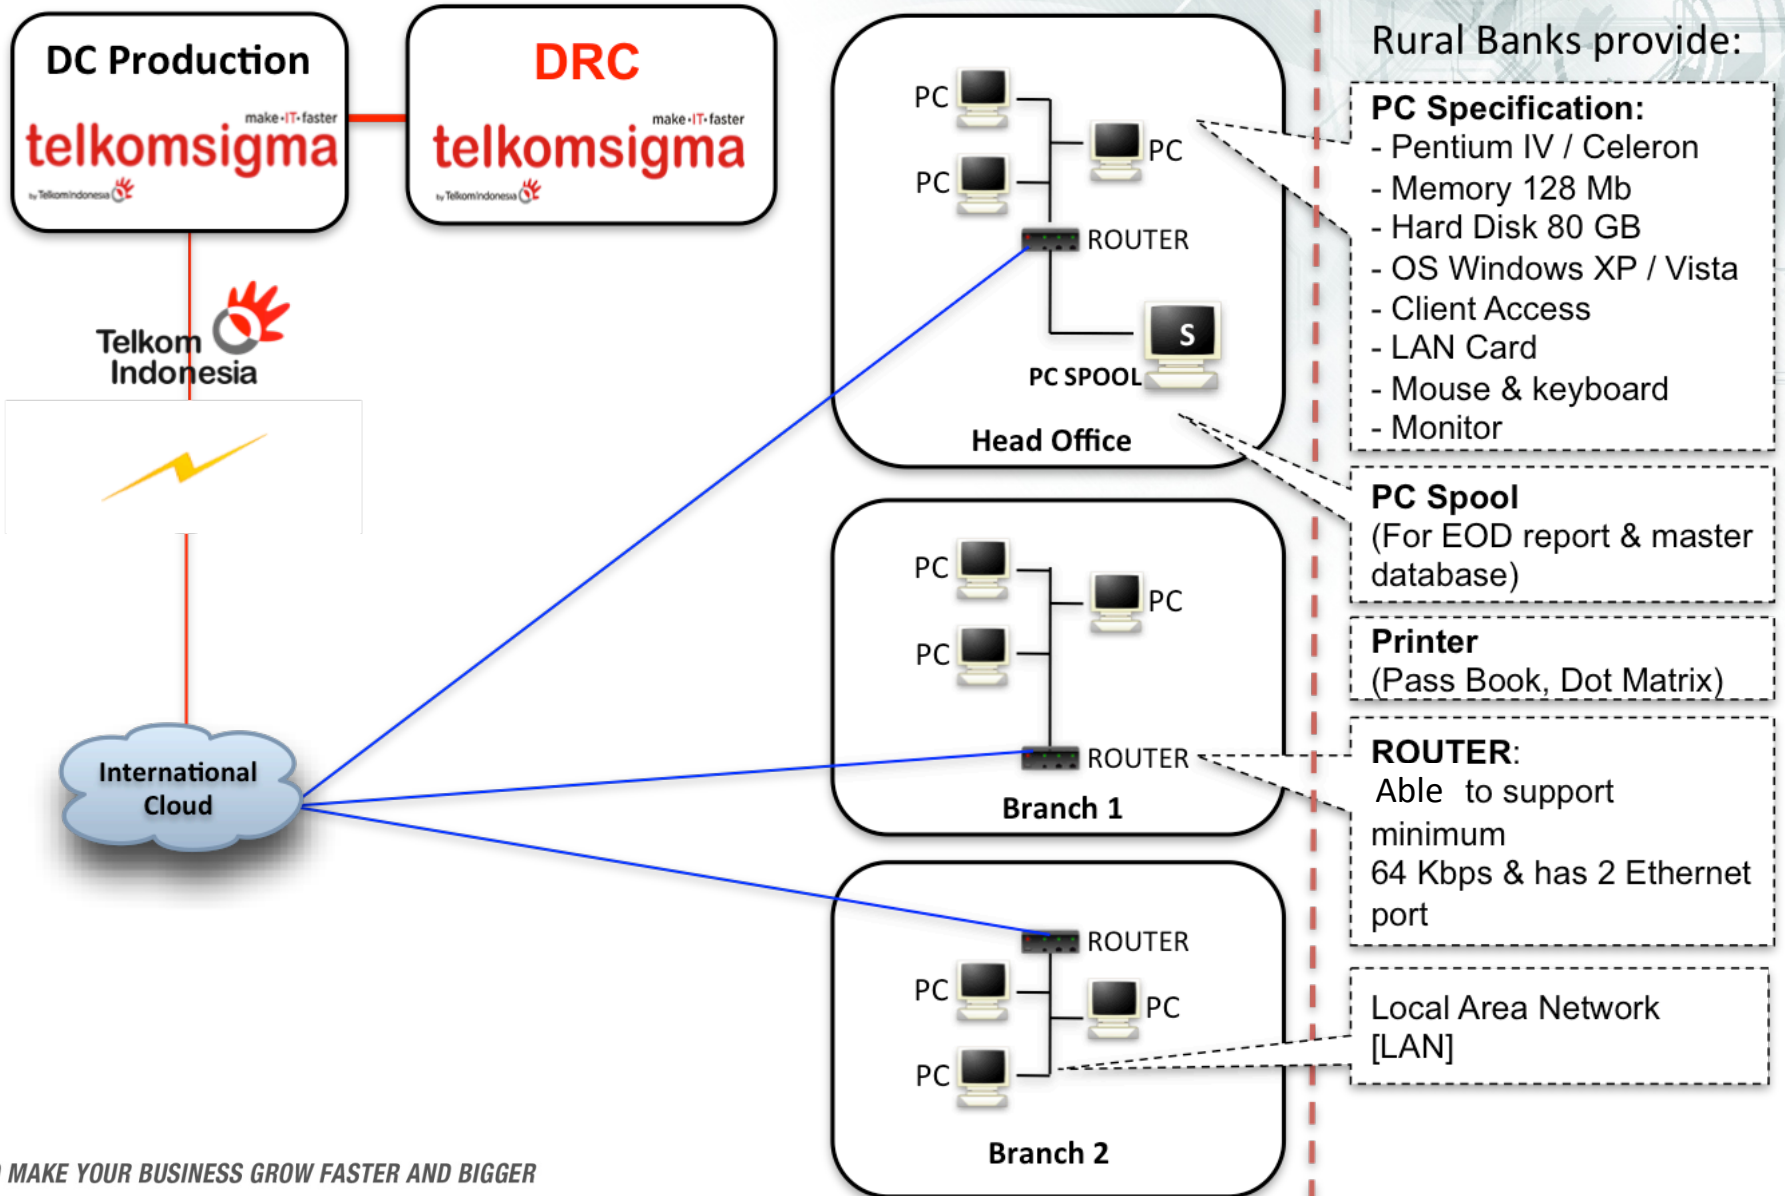 DC Production
make•IT•faster
telkomsigma
by TelkomIndonesia
DRC
make•IT•faster
telkomsigma
by TelkomIndonesia
Telkom
Indonesia
International
Cloud
PC
PC
PC
ROUTER
S
PC SPOOL
Head Office
PC
PC
PC
ROUTER
Branch 1
ROUTER
PC
PC
PC
Branch 2
Rural Banks provide:
PC Specification:
- Pentium IV / Celeron
- Memory 128 Mb
- Hard Disk 80 GB
- OS Windows XP / Vista
- Client Access
- LAN Card
- Mouse & keyboard
- Monitor
PC Spool
(For EOD report & master
database)
Printer
(Pass Book, Dot Matrix)
ROUTER:
Able to support
minimum
64 Kbps & has 2 Ethernet
port
Local Area Network
[LAN]
MAKE YOUR BUSINESS GROW FASTER AND BIGGER